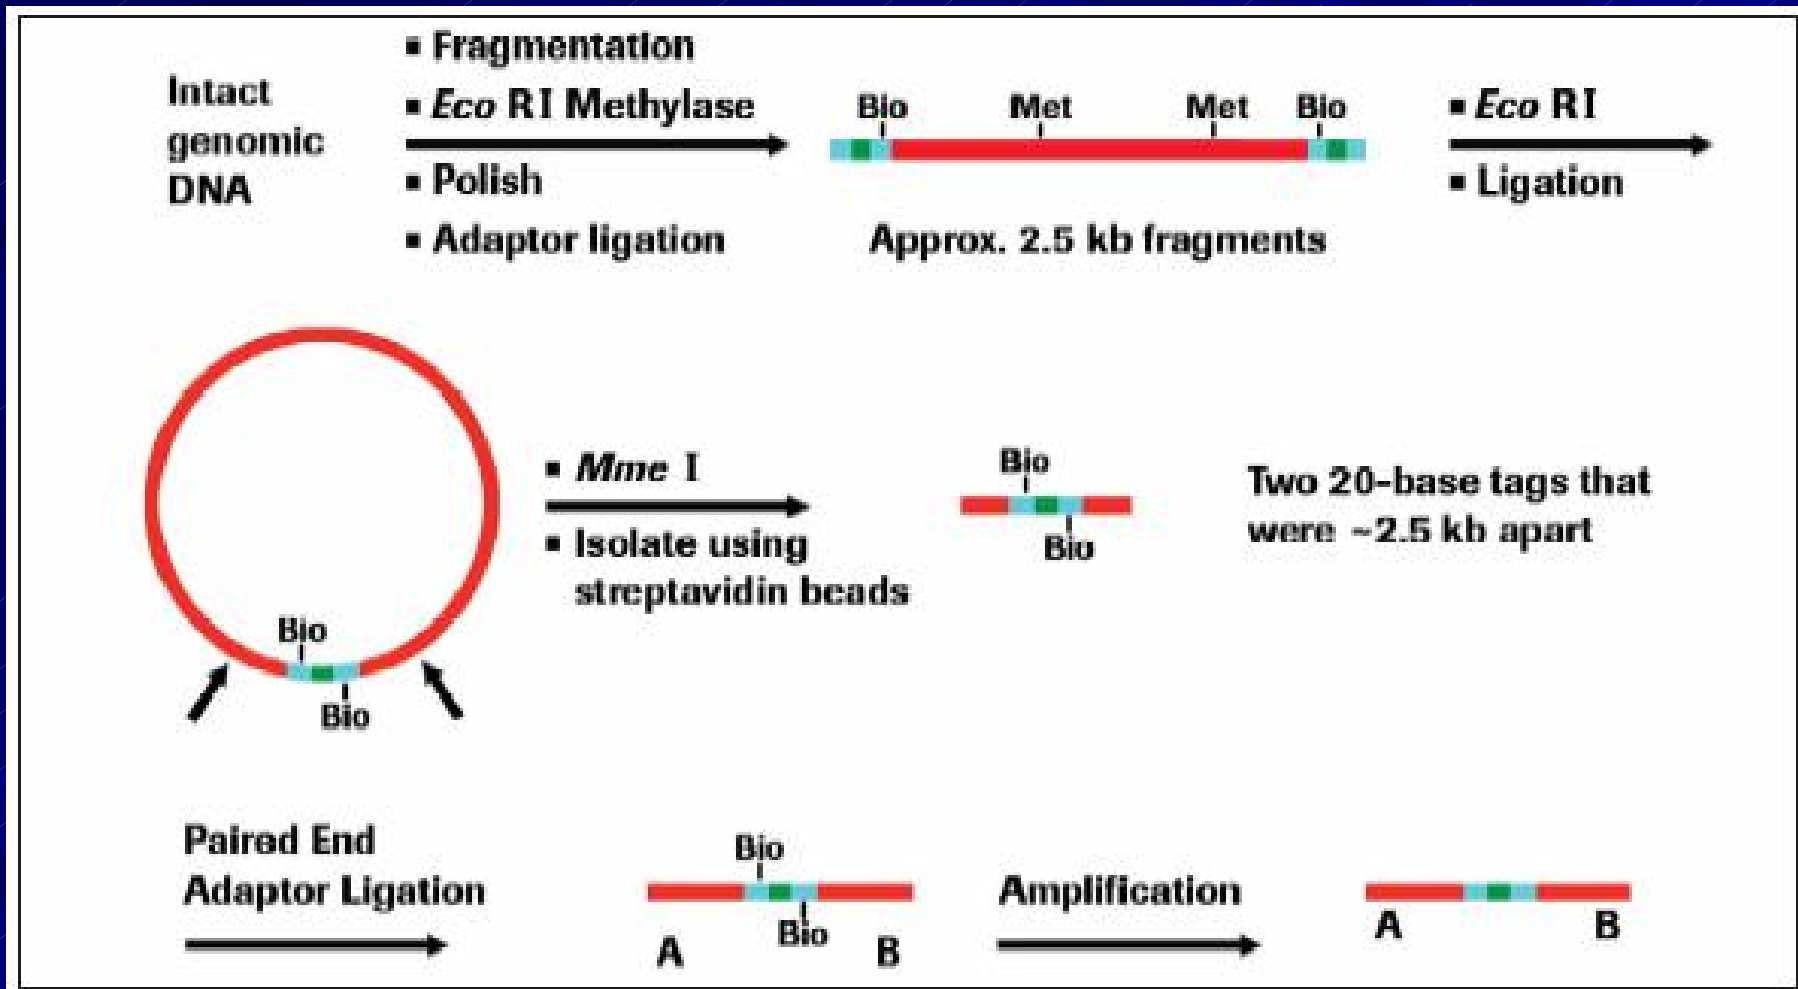 Intact
genomic
DNA
▪ Fragmentation
▪ Eco RI Methylase
▪ Polish
▪ Adaptor ligation
Bio Met Met Bio
Approx. 2.5 kb fragments
▪ Eco RI
▪ Ligation
Bio
Bio
▪ Mme I
▪ Isolate using
streptavidin beads
Bio
Bio
Two 20-base tags that
were ~2.5 kb apart
Paired End
Adaptor Ligation
Bio
Bio
A B
Amplification
A B